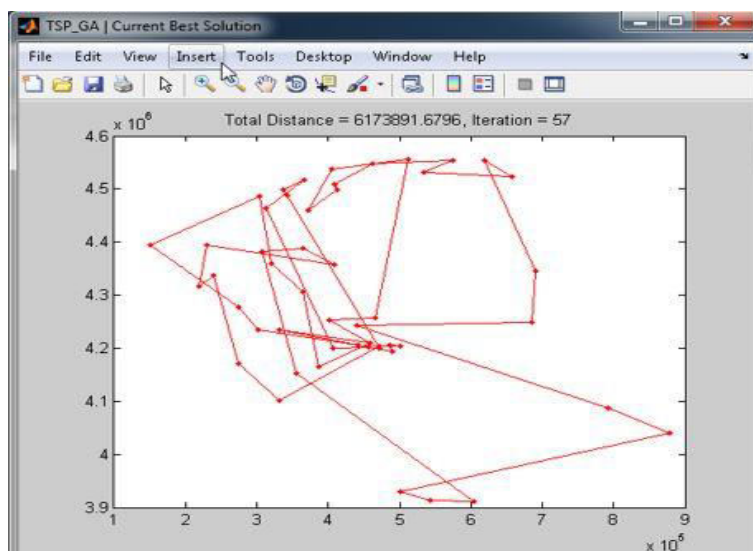 TSP_GA | Current Best Solution
File Edit View Insert Tools Desktop Window Help
Total Distance = 6173891.6796, Iteration = 57
x 10^6
4.6
4.5
4.4
4.3
4.2
4.1
4
3.9
1 2 3 4 5 6 7 8 9
x 10^5